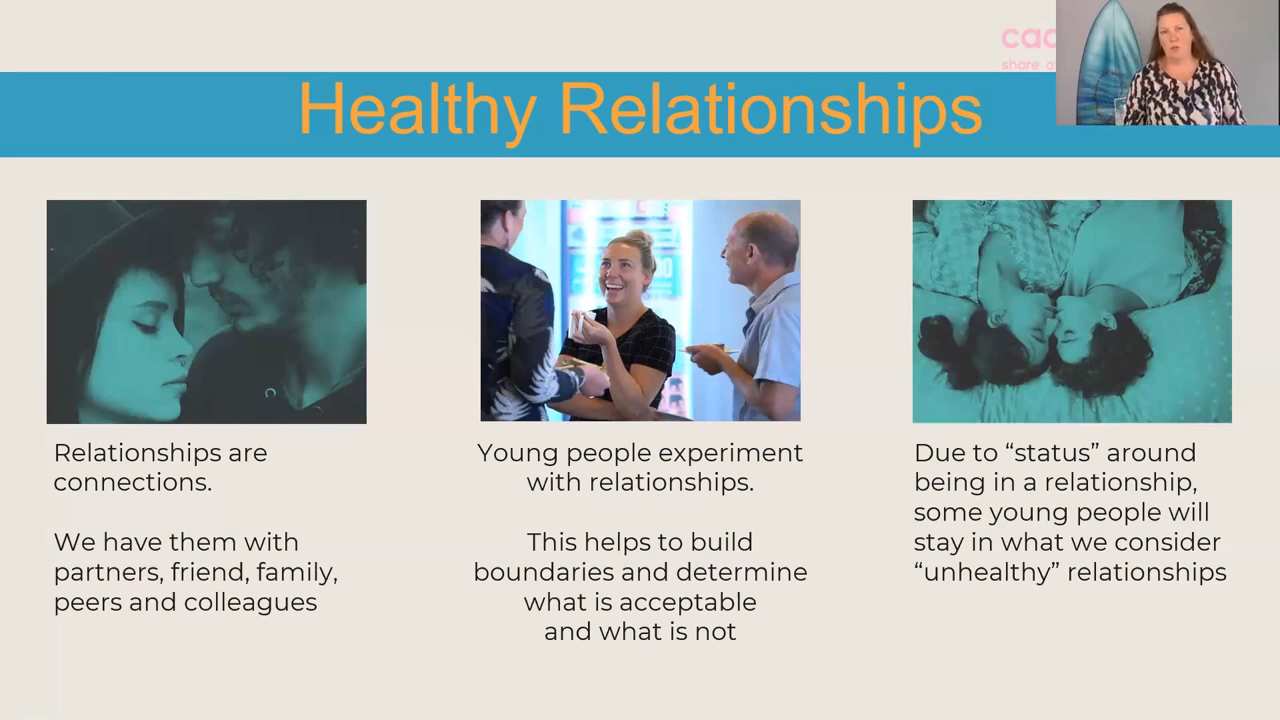 Healthy Relationships
Relationships are
connections.
We have them with
partners, friend, family,
peers and colleagues
Young people experiment
with relationships.
This helps to build
boundaries and determine
what is acceptable
and what is not
Due to “status” around
being in a relationship,
some young people will
stay in what we consider
“unhealthy” relationships
share